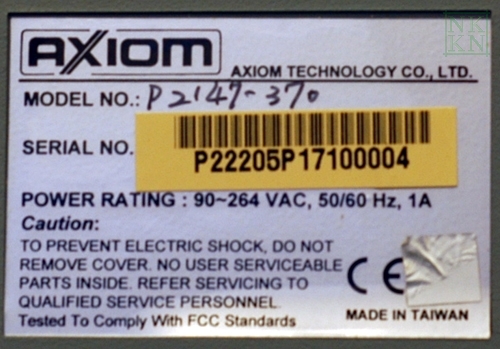 NK
KN
AXIOM
AXIOM TECHNOLOGY CO., LTD.
MODEL NO.: P2147-370
SERIAL NO.
P22205P17100004
POWER RATING : 90~264 VAC, 50/60 Hz, 1A
Caution:
TO PREVENT ELECTRIC SHOCK, DO NOT
REMOVE COVER. NO USER SERVICEABLE
PARTS INSIDE. REFER SERVICING TO
QUALIFIED SERVICE PERSONNEL.
Tested To Comply With FCC Standards
CE
MADE IN TAIWAN